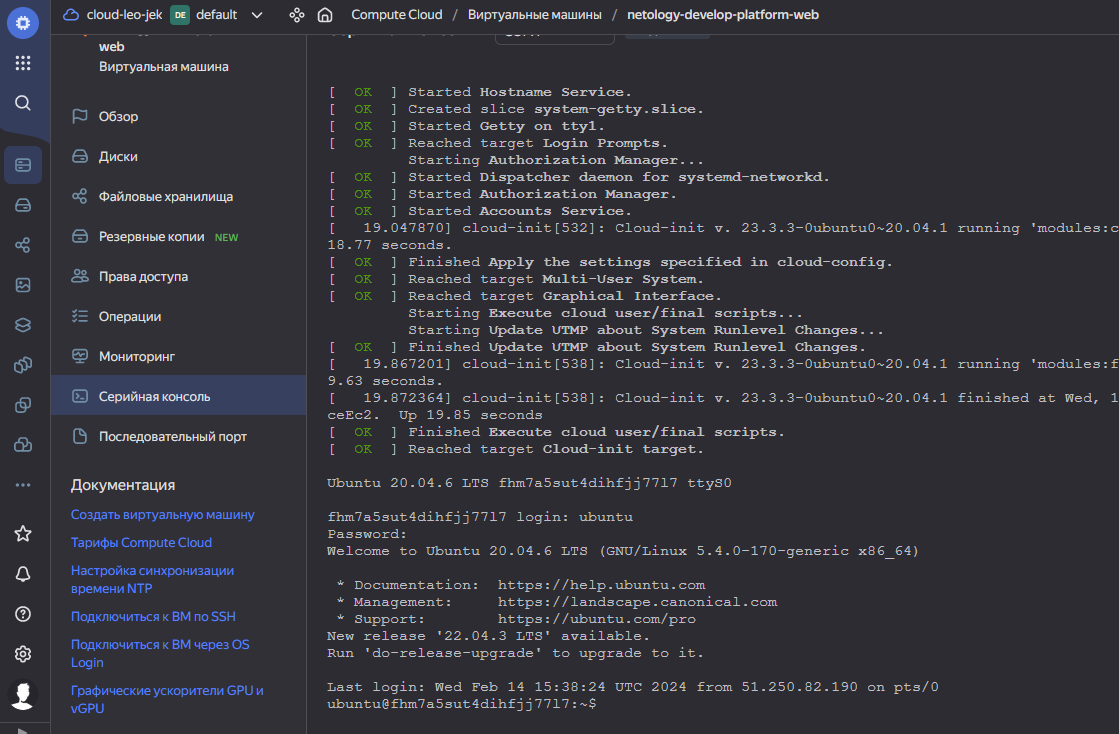 cloud-leo-jek DE default Compute Cloud / Виртуальные машины / netology-develop-platform-web
web
Виртуальная машина
Обзор
Диски
Файловые хранилища
Резервные копии NEW
Права доступа
Операции
Мониторинг
Серийная консоль
Последовательный порт
Документация
Создать виртуальную машину
Тарифы Compute Cloud
Настройка синхронизации
времени NTP
Подключиться к ВМ по SSH
Подключиться к ВМ через OS
Login
Графические ускорители GPU и
vGPU
[  OK  ] Started Hostname Service.
[  OK  ] Created slice system-getty.slice.
[  OK  ] Started Getty on tty1.
[  OK  ] Reached target Login Prompts.
Starting Authorization Manager...
[  OK  ] Started Dispatcher daemon for systemd-networkd.
[  OK  ] Started Authorization Manager.
[  OK  ] Started Accounts Service.
[   19.047870] cloud-init[532]: Cloud-init v. 23.3.3-0ubuntu0~20.04.1 running 'modules:c
18.77 seconds.
[  OK  ] Finished Apply the settings specified in cloud-config.
[  OK  ] Reached target Multi-User System.
[  OK  ] Reached target Graphical Interface.
Starting Execute cloud user/final scripts...
Starting Update UTMP about System Runlevel Changes...
[  OK  ] Finished Update UTMP about System Runlevel Changes.
[   19.867201] cloud-init[538]: Cloud-init v. 23.3.3-0ubuntu0~20.04.1 running 'modules:f
9.63 seconds.
[   19.872364] cloud-init[538]: Cloud-init v. 23.3.3-0ubuntu0~20.04.1 finished at Wed, 1
ceEc2.  Up 19.85 seconds
[  OK  ] Finished Execute cloud user/final scripts.
[  OK  ] Reached target Cloud-init target.
Ubuntu 20.04.6 LTS fhm7a5sut4dihfjj77l7 ttyS0
fhm7a5sut4dihfjj77l7 login: ubuntu
Password:
Welcome to Ubuntu 20.04.6 LTS (GNU/Linux 5.4.0-170-generic x86_64)
* Documentation:  https://help.ubuntu.com
* Management:     https://landscape.canonical.com
* Support:        https://ubuntu.com/pro
New release '22.04.3 LTS' available.
Run 'do-release-upgrade' to upgrade to it.
Last login: Wed Feb 14 15:38:24 UTC 2024 from 51.250.82.190 on pts/0
ubuntu@fhm7a5sut4dihfjj77l7:~$